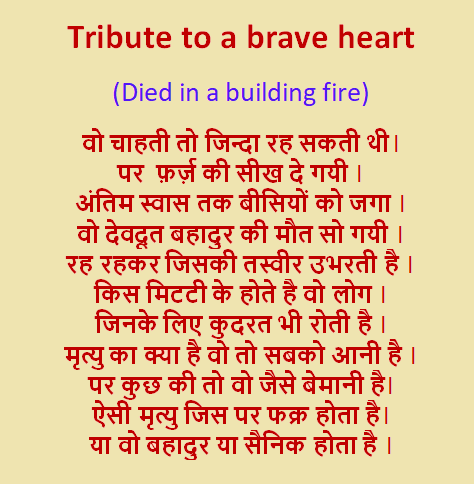 Tribute to a brave heart
(Died in a building fire)
वो चाहती तो जिन्दा रह सकती थी।
पर फ़र्ज़ की सीख दे गयी ।
अंतिम स्वास तक बीसियों को जगा ।
वो देवदूत बहादुर की मौत सो गयी ।
रह रहकर जिसकी तस्वीर उभरती है ।
किस मिटटी के होते है वो लोग ।
जिनके लिए कुदरत भी रोती है ।
मृत्यु का क्या है वो तो सबको आनी है ।
पर कुछ की तो वो जैसे बेमानी है।
ऐसी मृत्यु जिस पर फक्र होता है।
या वो बहादुर या सैनिक होता है ।